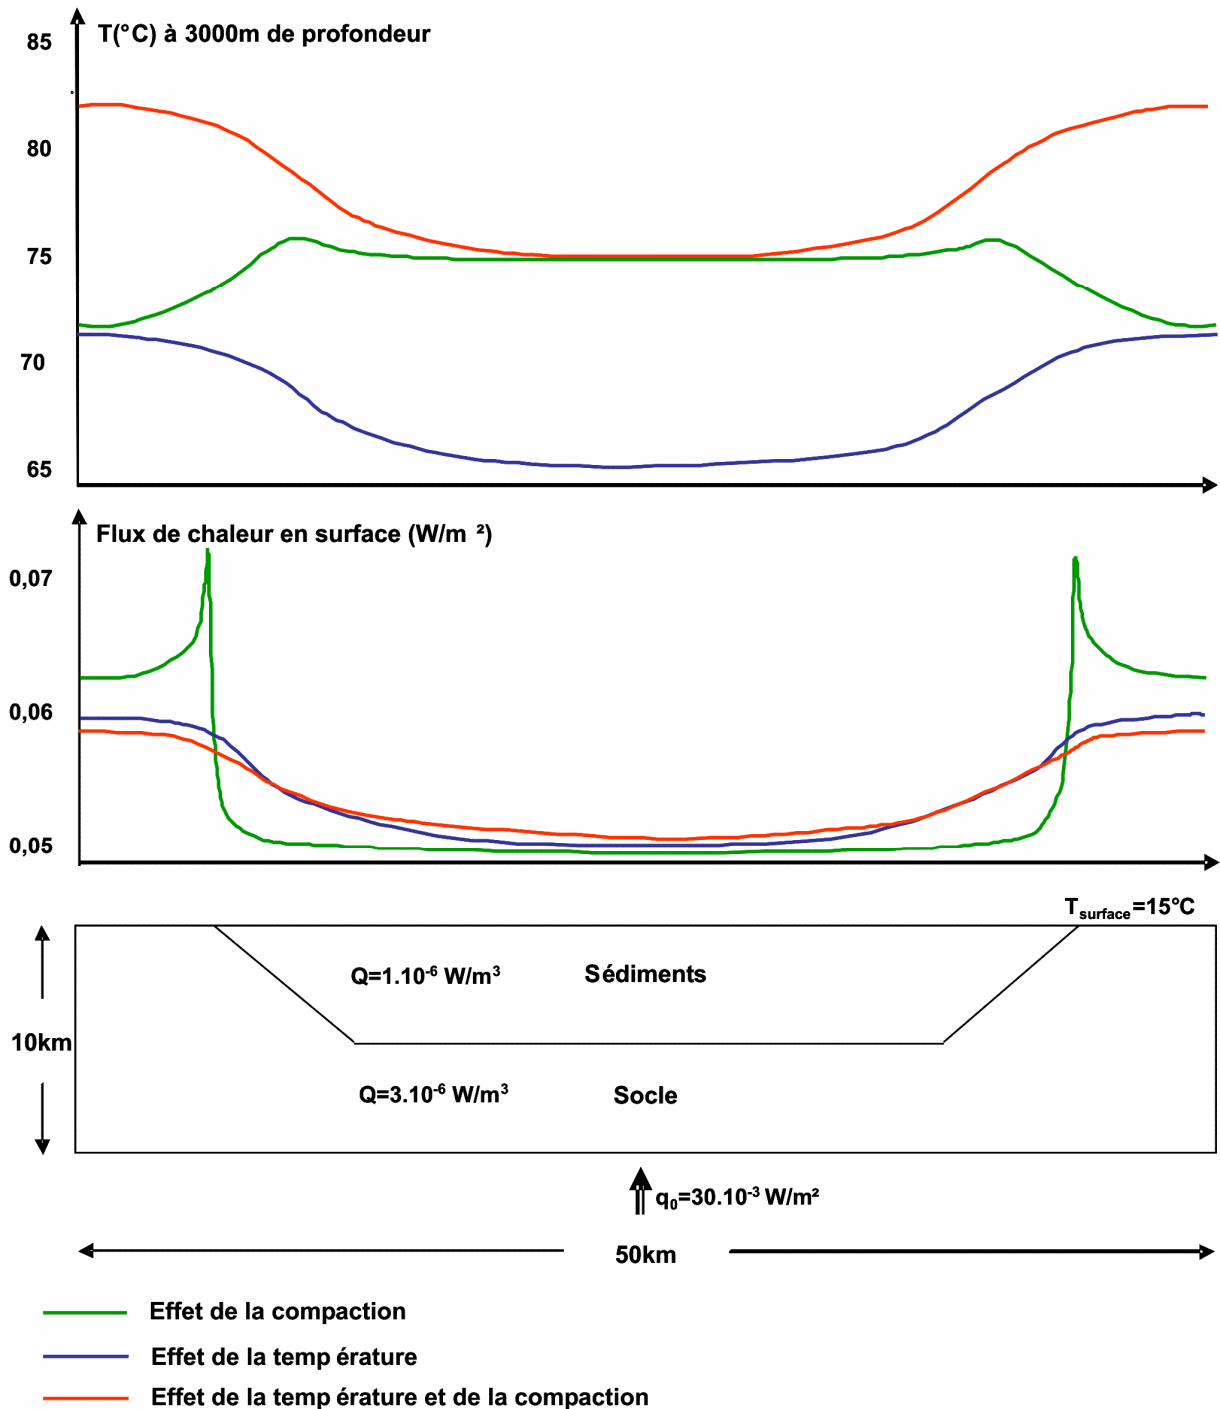 T(°C) à 3000m de profondeur
85
80
75
70
65
Flux de chaleur en surface (W/m ²)
0,07
0,06
0,05
Tsurface=15°C
Q=1.10-6 W/m3
Sédiments
10km
Q=3.10-6 W/m3
Socle
q0=30.10-3 W/m²
50km
Effet de la compaction
Effet de la temp érature
Effet de la temp érature et de la compaction